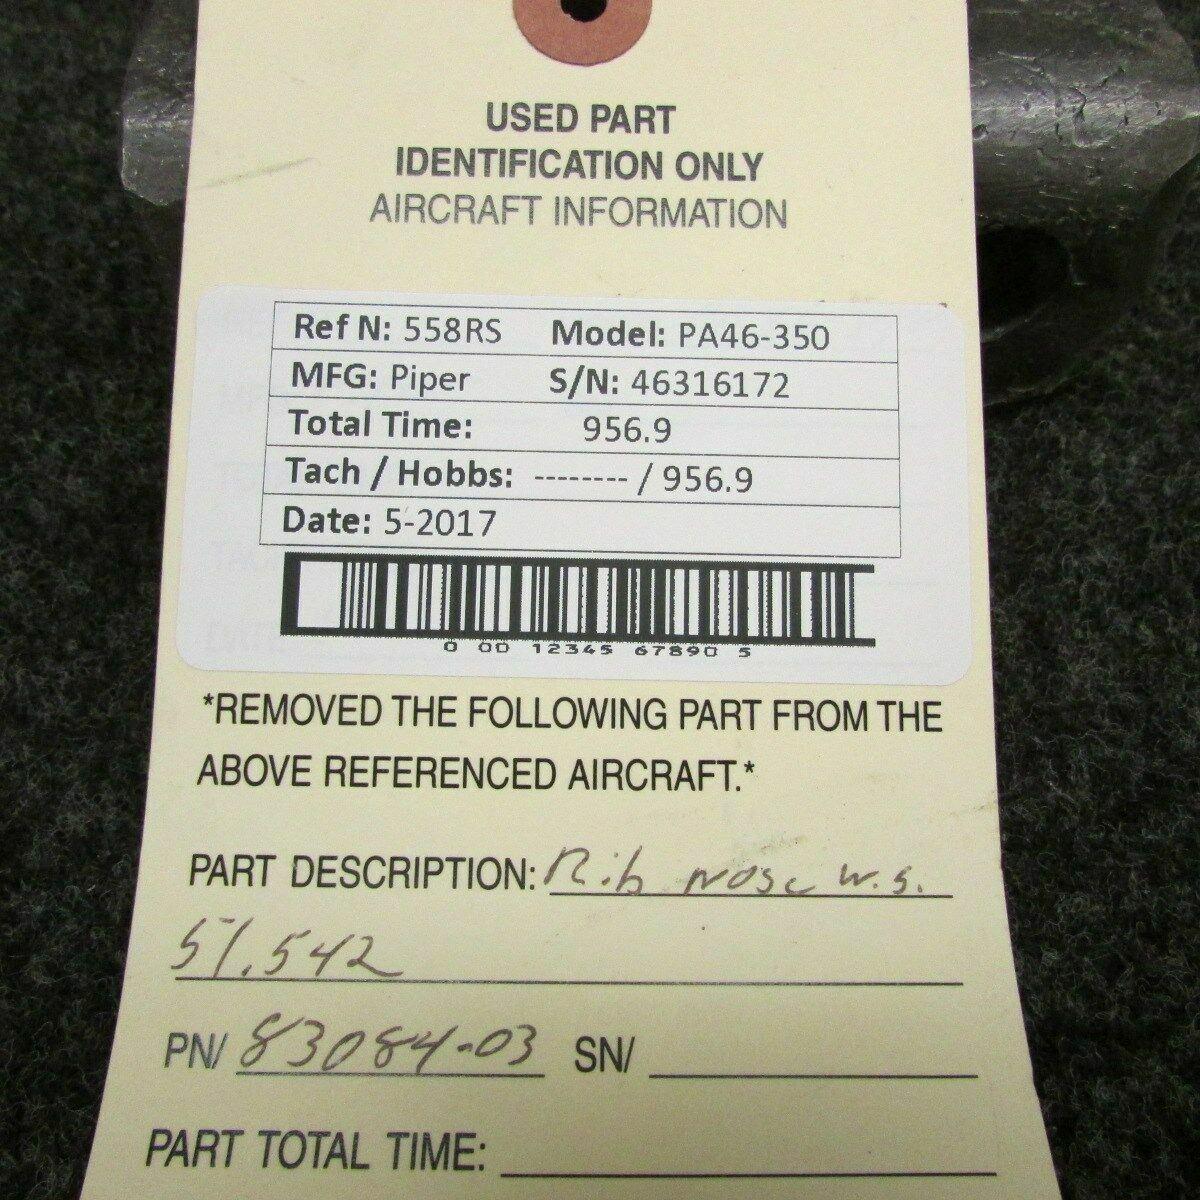 USED PART
IDENTIFICATION ONLY
AIRCRAFT INFORMATION
Ref N: 558RS Model: PA46-350
MFG: Piper S/N: 46316172
Total Time: 956.9
Tach / Hobbs: -------- / 956.9
Date: 5-2017
0 00 12345 67890 5
*REMOVED THE FOLLOWING PART FROM THE
ABOVE REFERENCED AIRCRAFT.*
PART DESCRIPTION: Rib nose w.s.
51.542
PN/ 83084-03 SN/
PART TOTAL TIME: